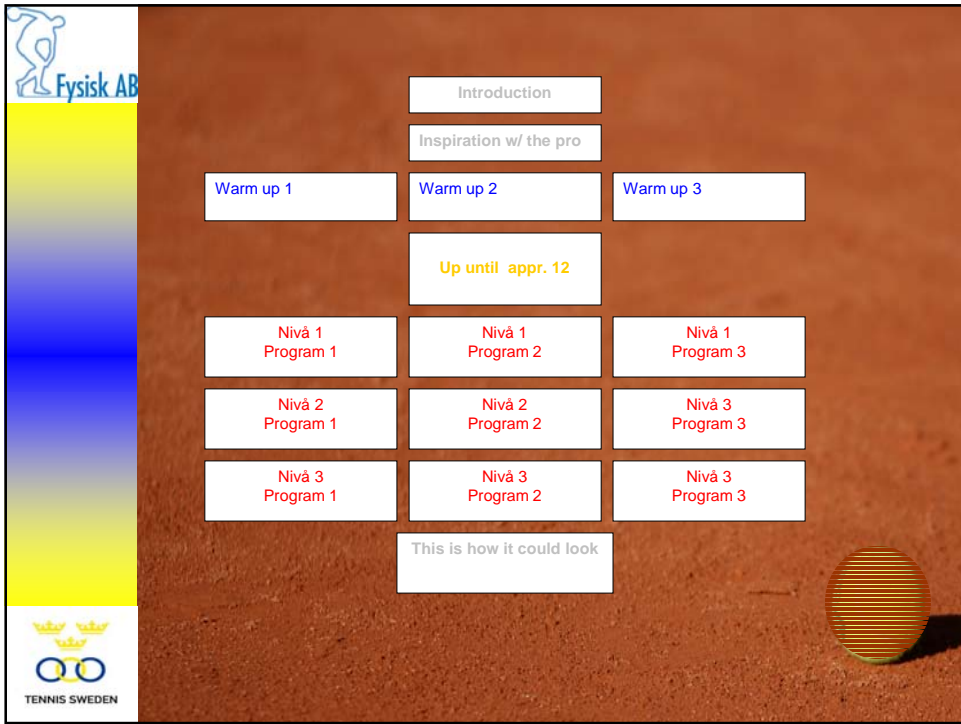 Fysisk AB
Introduction
Inspiration w/ the pro
Warm up 1
Warm up 2
Warm up 3
Up until appr. 12
Nivå 1
Program 1
Nivå 1
Program 2
Nivå 1
Program 3
Nivå 2
Program 1
Nivå 2
Program 2
Nivå 3
Program 3
Nivå 3
Program 1
Nivå 3
Program 2
Nivå 3
Program 3
This is how it could look
TENNIS SWEDEN